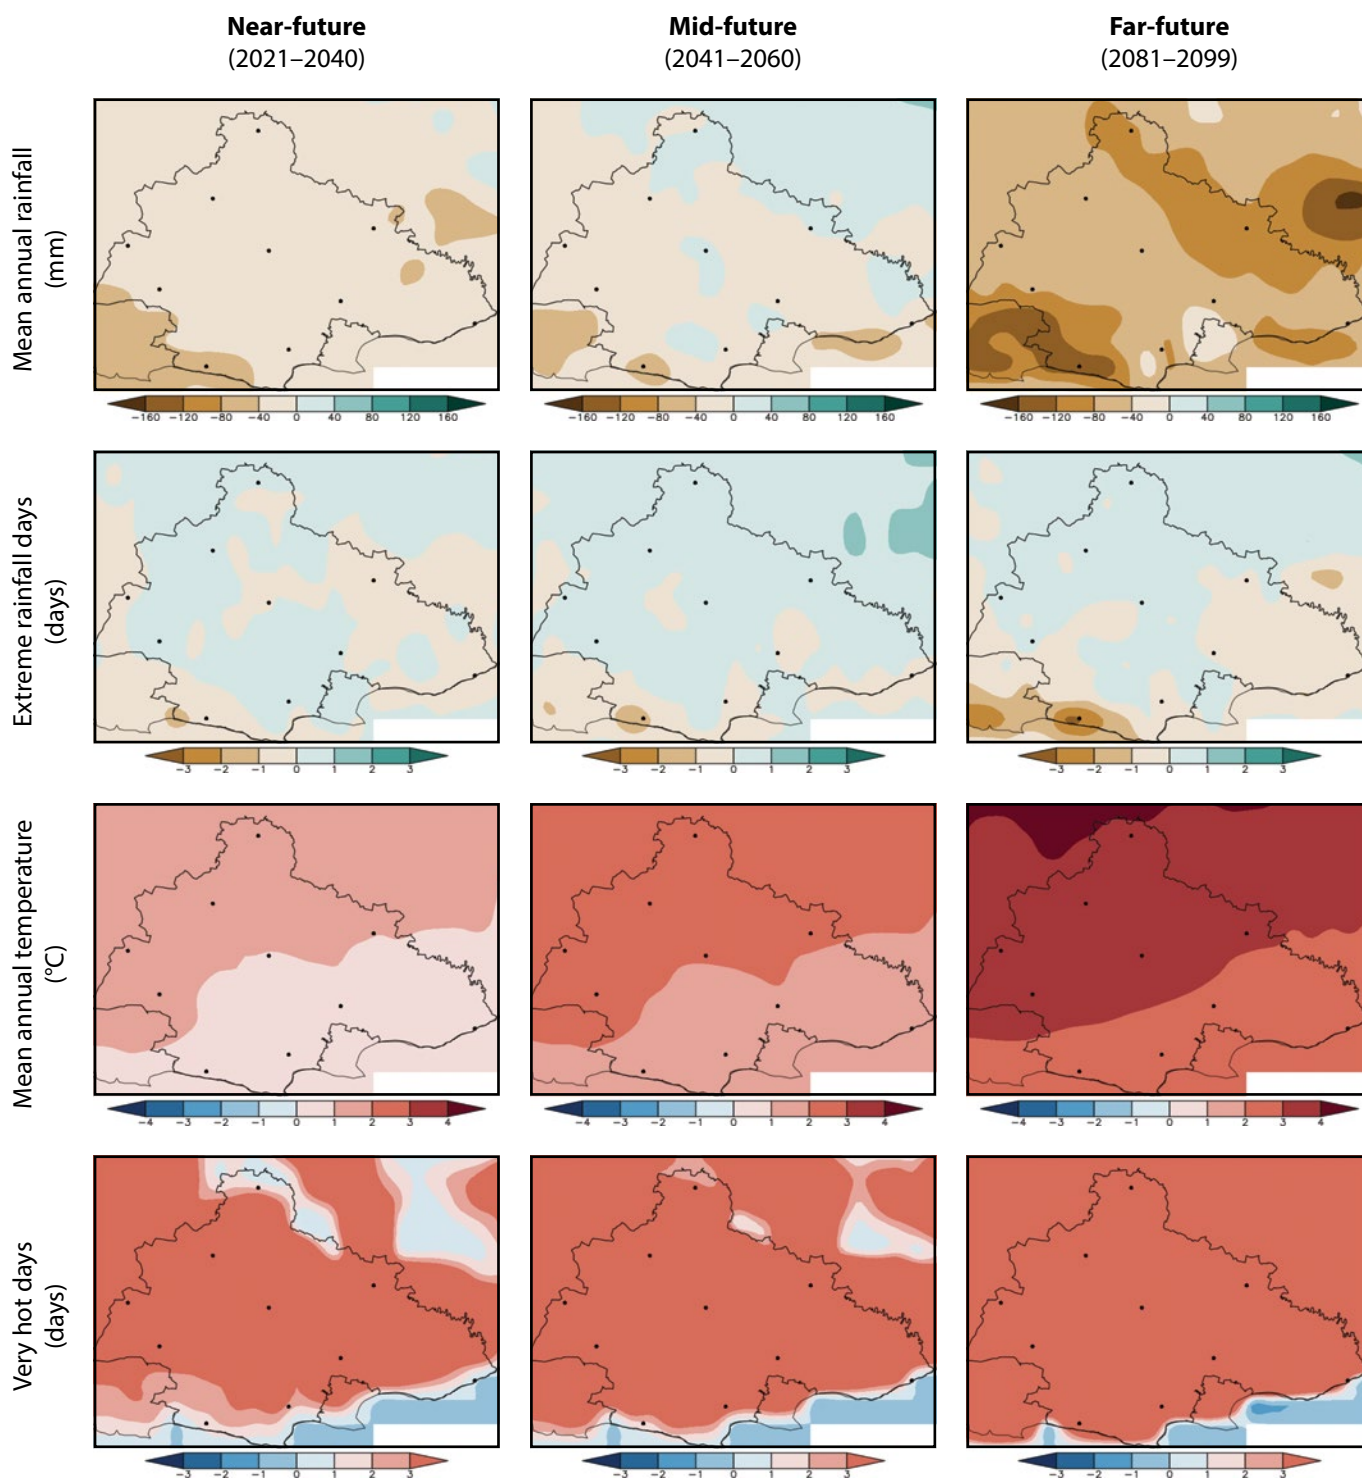 Near-future
(2021–2040)
Mid-future
(2041–2060)
Far-future
(2081–2099)
Mean annual rainfall
(mm)
−160 −120 −80 −40 0 40 80 120 160
−160 −120 −80 −40 0 40 80 120 160
−160 −120 −80 −40 0 40 80 120 160
Extreme rainfall days
(days)
−3 −2 −1 0 1 2 3
−3 −2 −1 0 1 2 3
−3 −2 −1 0 1 2 3
Mean annual temperature
(°C)
−4 −3 −2 −1 0 1 2 3 4
−4 −3 −2 −1 0 1 2 3 4
−4 −3 −2 −1 0 1 2 3 4
Very hot days
(days)
−3 −2 −1 0 1 2 3
−3 −2 −1 0 1 2 3
−3 −2 −1 0 1 2 3